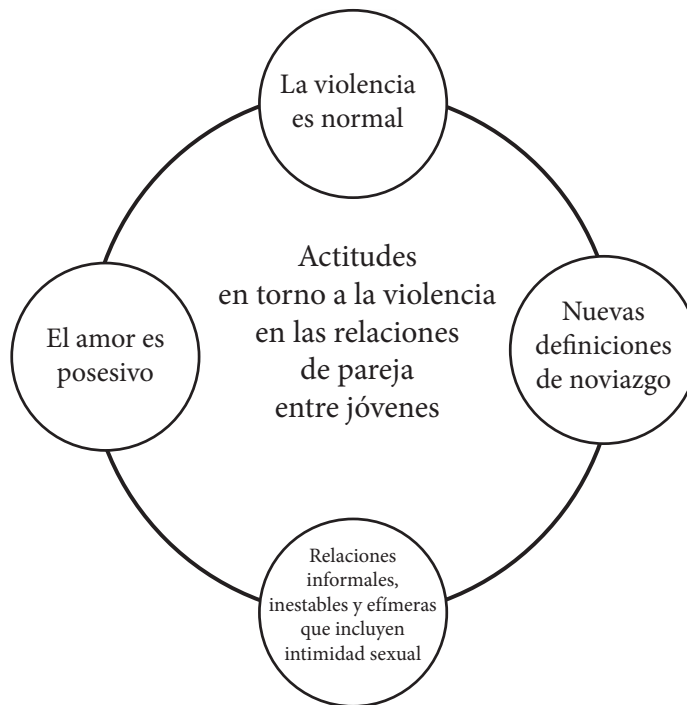 La violencia
es normal
Actitudes
en torno a la violencia
en las relaciones
de pareja
entre jóvenes
El amor es
posesivo
Nuevas
definiciones
de noviazgo
Relaciones
informales,
inestables y efímeras
que incluyen
intimidad sexual